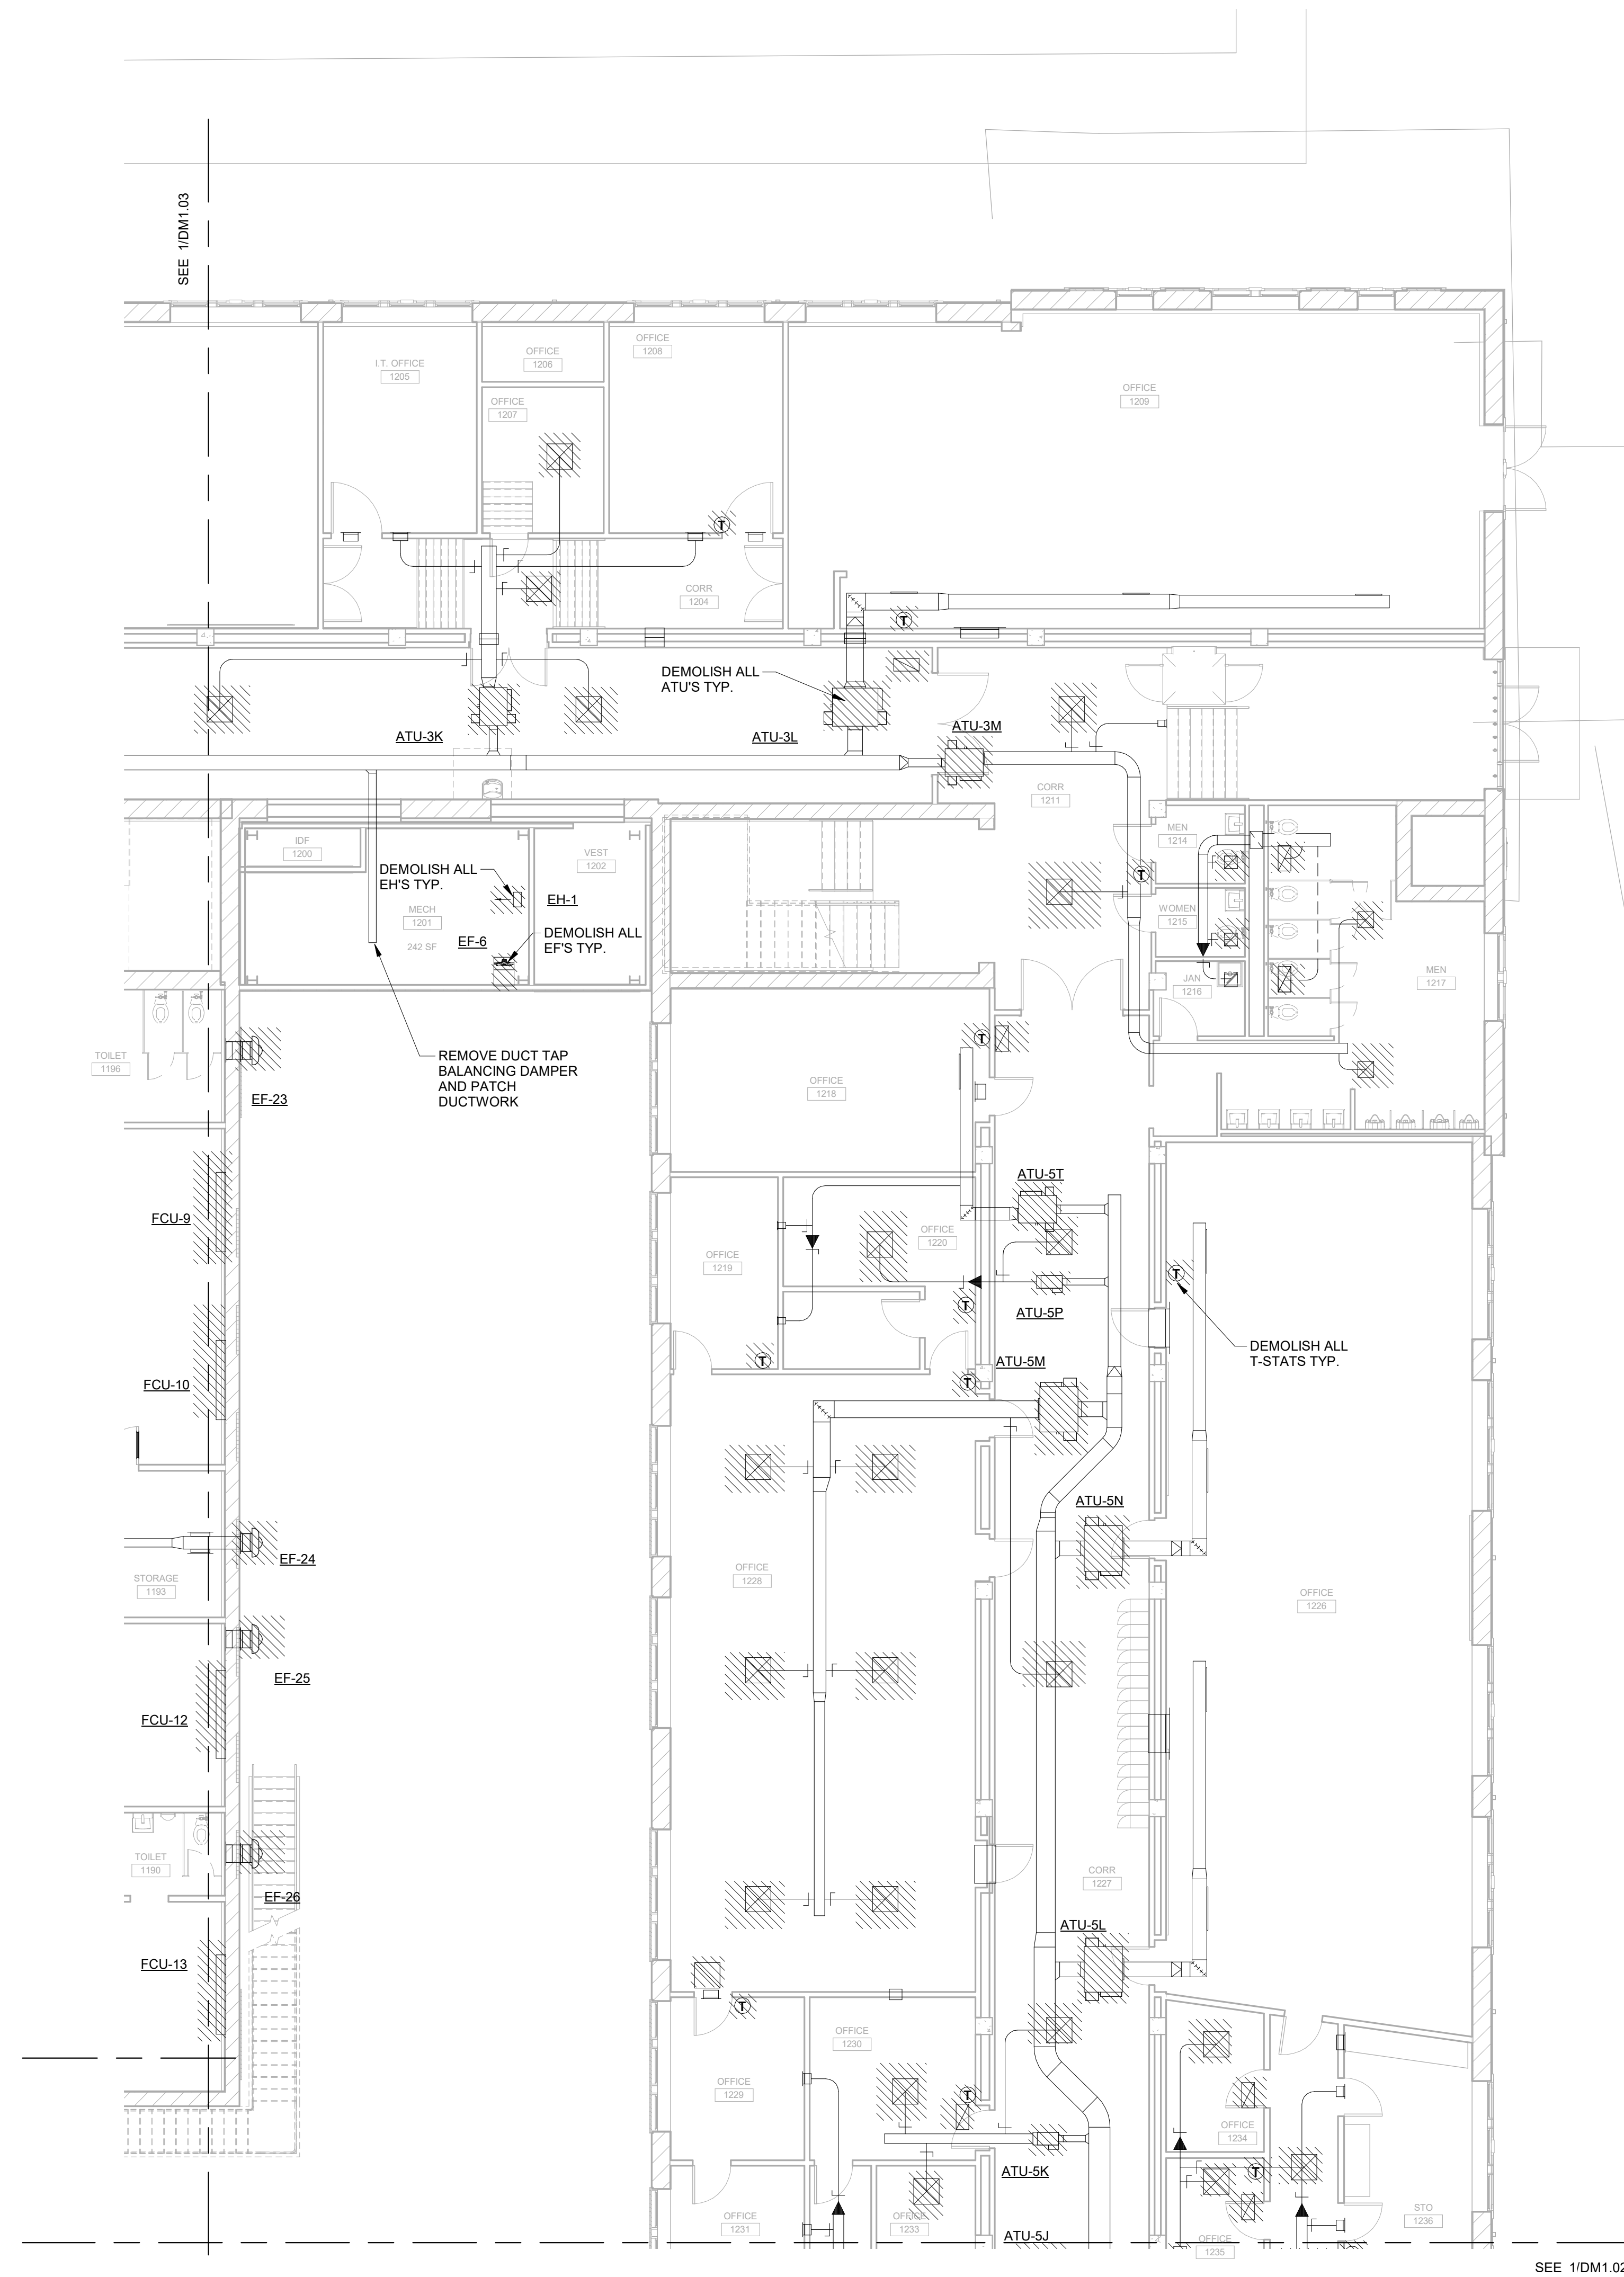 SEE 1/DM1.03
I.T. OFFICE
1205
OFFICE
1206
OFFICE
1207
OFFICE
1208
OFFICE
1209
T
CORR
1204
T
DEMOLISH ALL
ATU'S TYP.
ATU-3K
ATU-3L
ATU-3M
CORR
1211
MEN
1214
IDF
1200
VEST
1202
DEMOLISH ALL
EH'S TYP.
T
MECH
1201
242 SF
EH-1
EF-6
DEMOLISH ALL
EF'S TYP.
WOMEN
1215
JAN
1216
MEN
1217
TOILET
1196
REMOVE DUCT TAP
BALANCING DAMPER
AND PATCH
DUCTWORK
EF-23
T
OFFICE
1218
ATU-5T
FCU-9
OFFICE
1219
OFFICE
1220
T
T
ATU-5P
DEMOLISH ALL
T-STATS TYP.
T
ATU-5M
T
FCU-10
ATU-5N
EF-24
STORAGE
1193
OFFICE
1228
OFFICE
1226
EF-25
FCU-12
TOILET
1190
EF-26
CORR
1227
ATU-5L
FCU-13
T
OFFICE
1230
OFFICE
1229
T
OFFICE
1234
ATU-5K
T
OFFICE
1231
OFFICE
1233
STO
1236
ATU-5J
OFFICE
1235
SEE 1/DM1.02